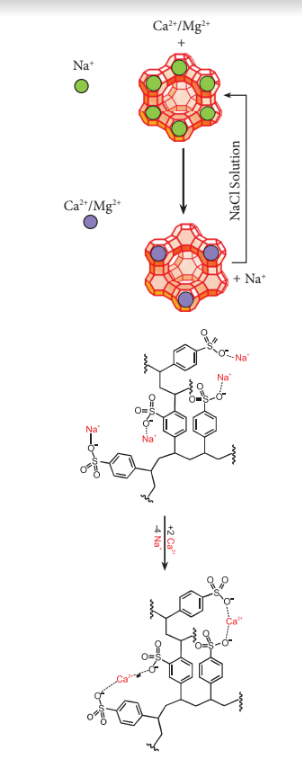 Ca²⁺/Mg²⁺
+
Na⁺
NaCl Solution
Ca²⁺/Mg²⁺
+ Na⁺
O
S
O
O⁻
Na⁺
Na⁺
O
S
O
O⁻
O
S
O
O⁻
Na⁺
Na⁺
O⁻
S
O
O
+2 Ca²⁺
-4 Na⁺
O
O
S
O⁻
Ca²⁺
O
S
O
O⁻
O
S
O
O⁻
Ca²⁺
O⁻
S
O
O